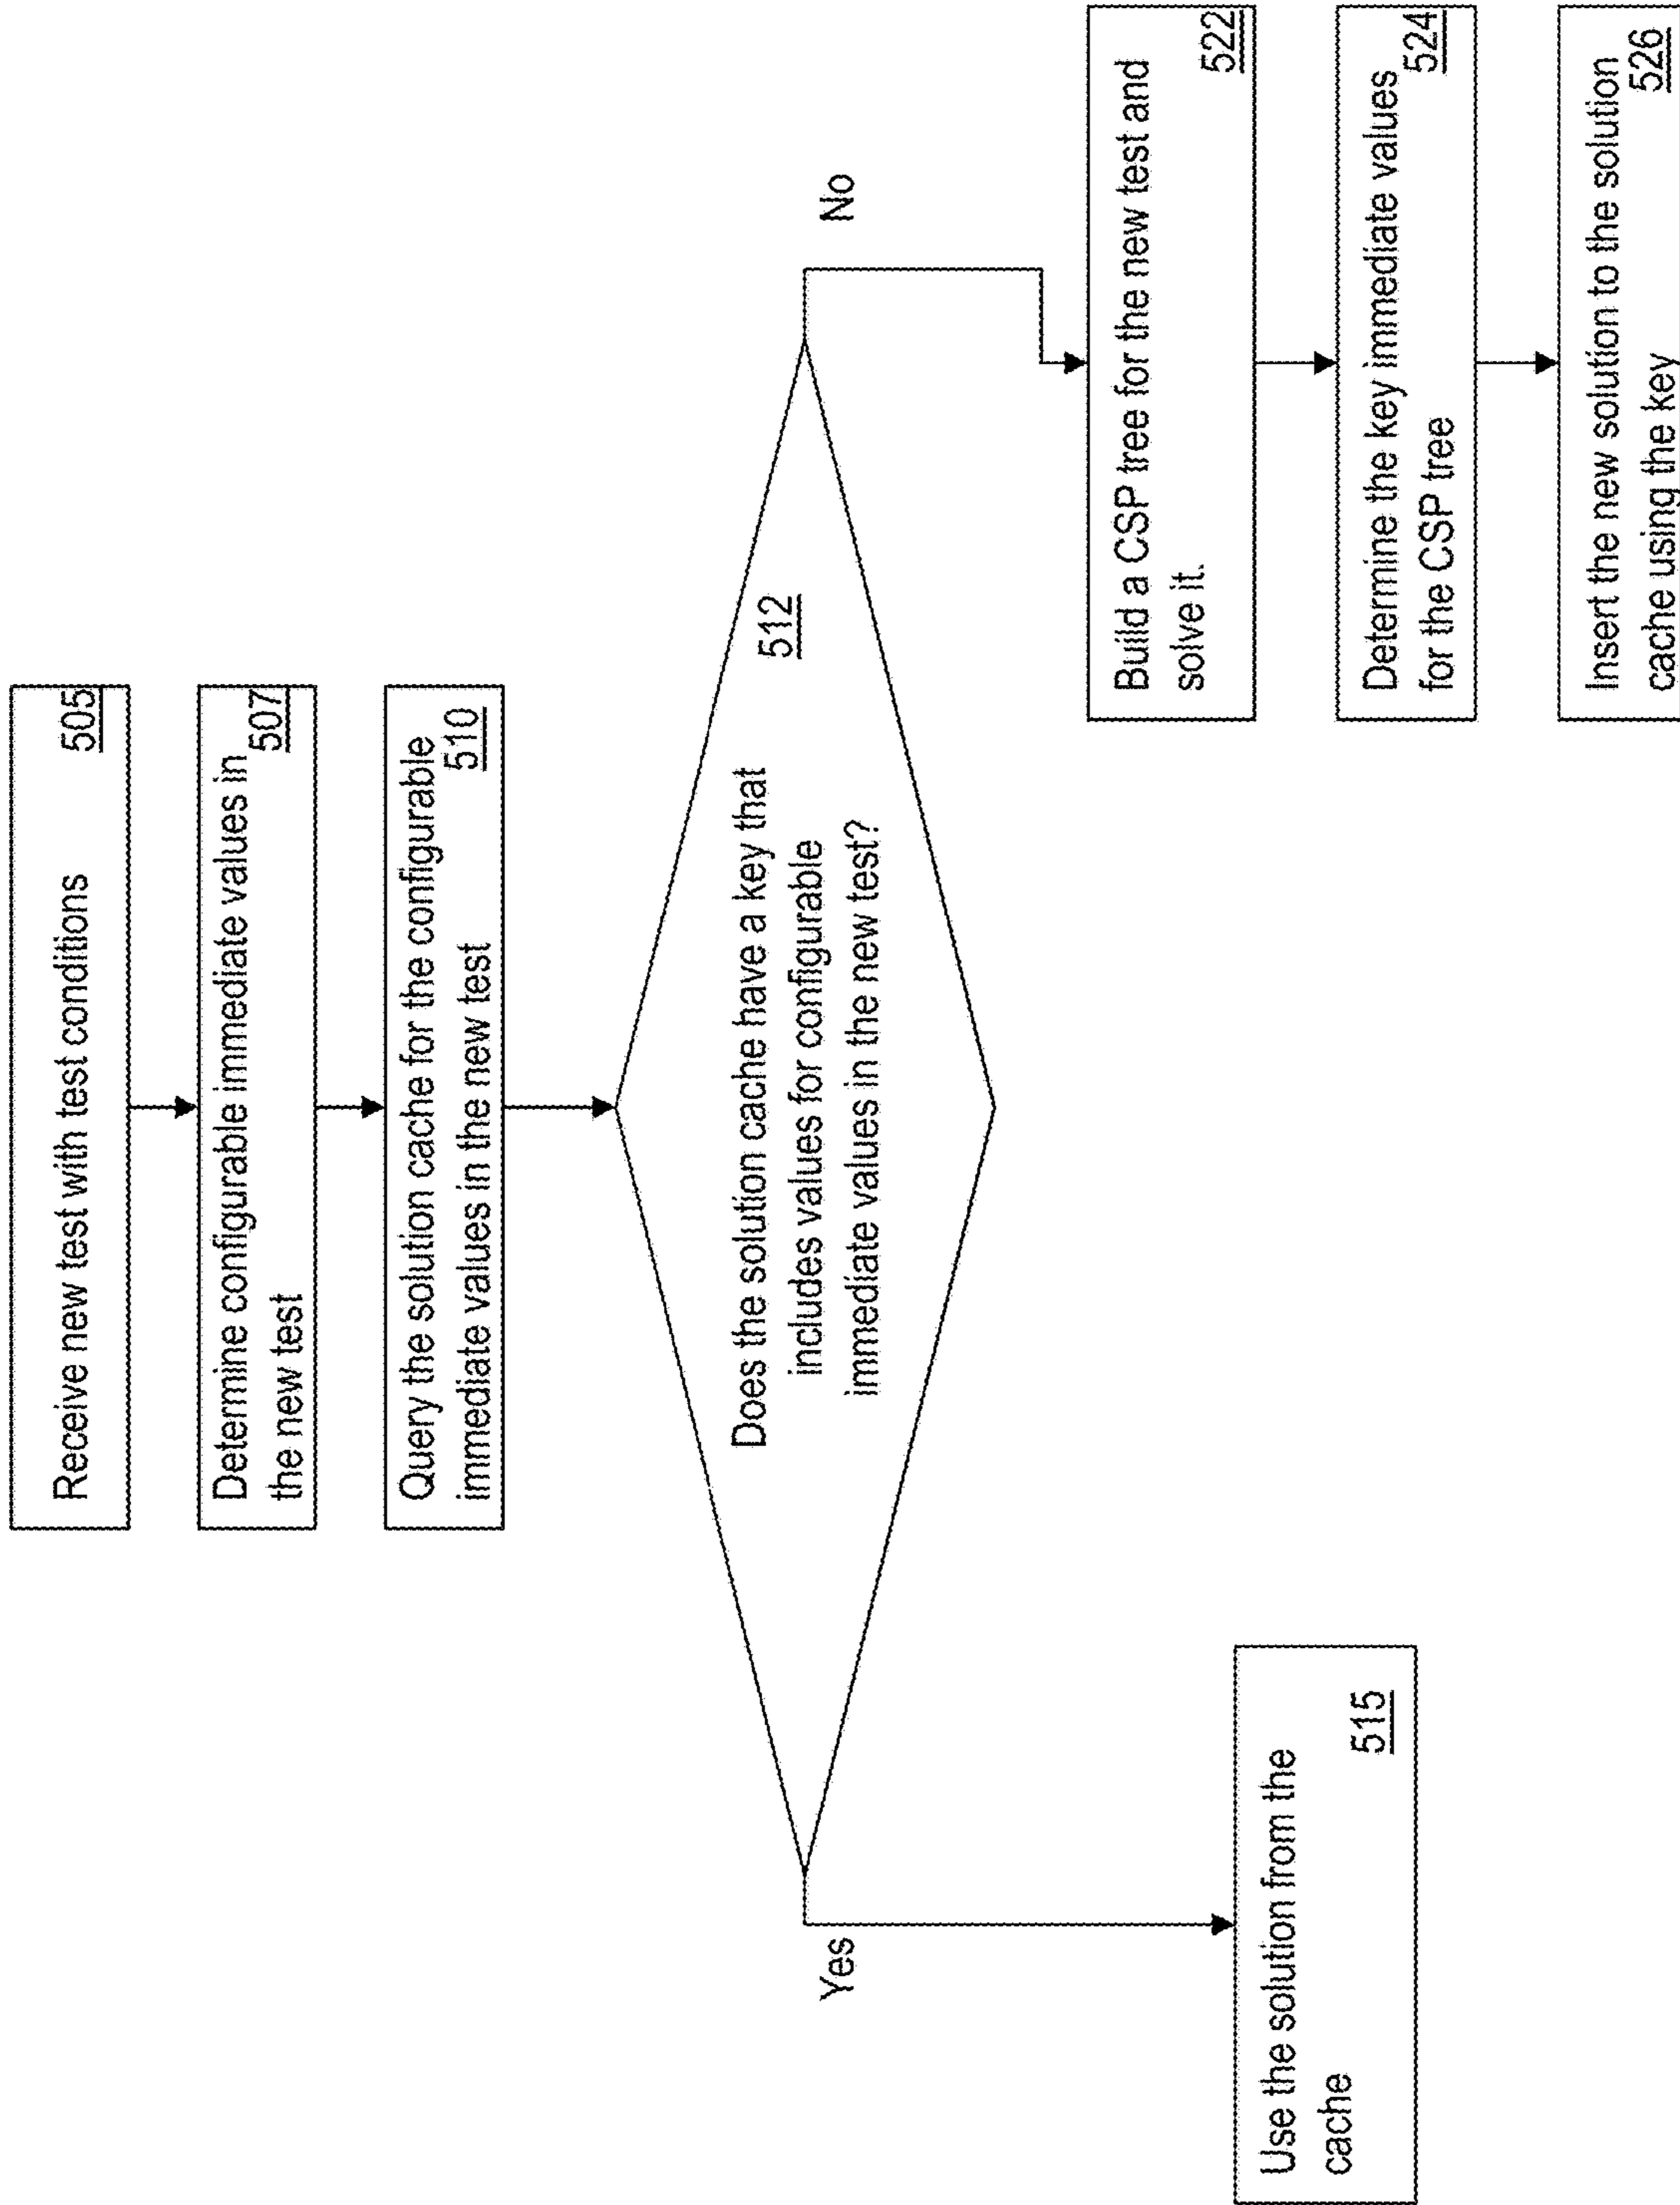 Receive new test with test conditions
505
Determine configurable immediate values in
the new test
507
Query the solution cache for the configurable
immediate values in the new test
510
512
Does the solution cache have a key that
includes values for configurable
immediate values in the new test?
Yes
No
Use the solution from the
cache
515
Build a CSP tree for the new test and
solve it.
522
Determine the key immediate values
for the CSP tree
524
Insert the new solution to the solution
cache using the key
526